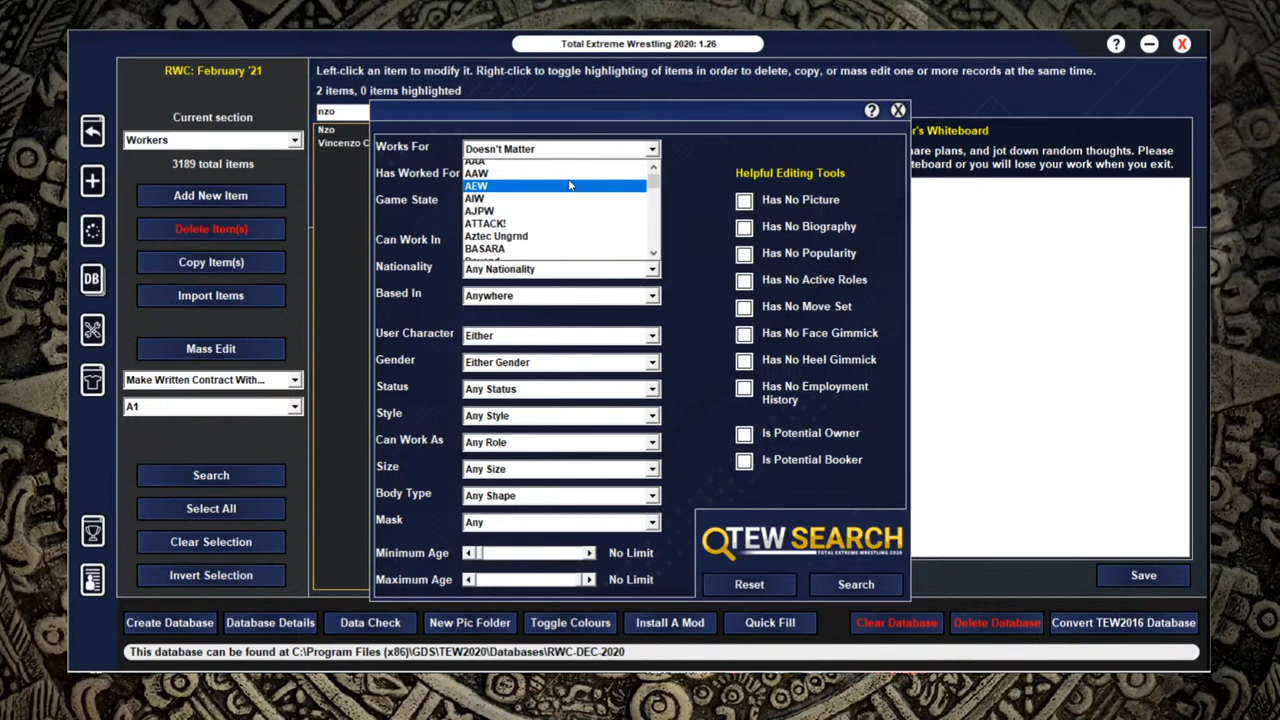 Total Extreme Wrestling 2020: 1.26
?
X
RWC: February '21
Left-click an item to modify it. Right-click to toggle highlighting of items in order to delete, copy, or mass edit one or more records at the same time.
2 items, 0 items highlighted
Current section
Workers
3189 total items
Add New Item
Delete Item(s)
Copy Item(s)
Import Items
Mass Edit
Make Written Contract With...
A1
Search
Select All
Clear Selection
Invert Selection
DB
nzo
Nzo
Vincenzo C
?
X
Works For
Doesn't Matter
AAA
AAW
AEW
AIW
AJPW
ATTACK!
Aztec Ungrnd
BASARA
Has Worked For
Game State
Can Work In
Nationality
Any Nationality
Based In
Anywhere
User Character
Either
Gender
Either Gender
Status
Any Status
Style
Any Style
Can Work As
Any Role
Size
Any Size
Body Type
Any Shape
Mask
Any
Minimum Age
No Limit
Maximum Age
No Limit
Helpful Editing Tools
Has No Picture
Has No Biography
Has No Popularity
Has No Active Roles
Has No Move Set
Has No Face Gimmick
Has No Heel Gimmick
Has No Employment
History
Is Potential Owner
Is Potential Booker
TEW SEARCH
TOTAL EXTREME WRESTLING 2020
Reset
Search
r's Whiteboard
are plans, and jot down random thoughts. Please
teboard or you will lose your work when you exit.
Save
Create Database
Database Details
Data Check
New Pic Folder
Toggle Colours
Install A Mod
Quick Fill
Clear Database
Delete Database
Convert TEW2016 Database
This database can be found at C:\Program Files (x86)\GDS\TEW2020\Databases\RWC-DEC-2020